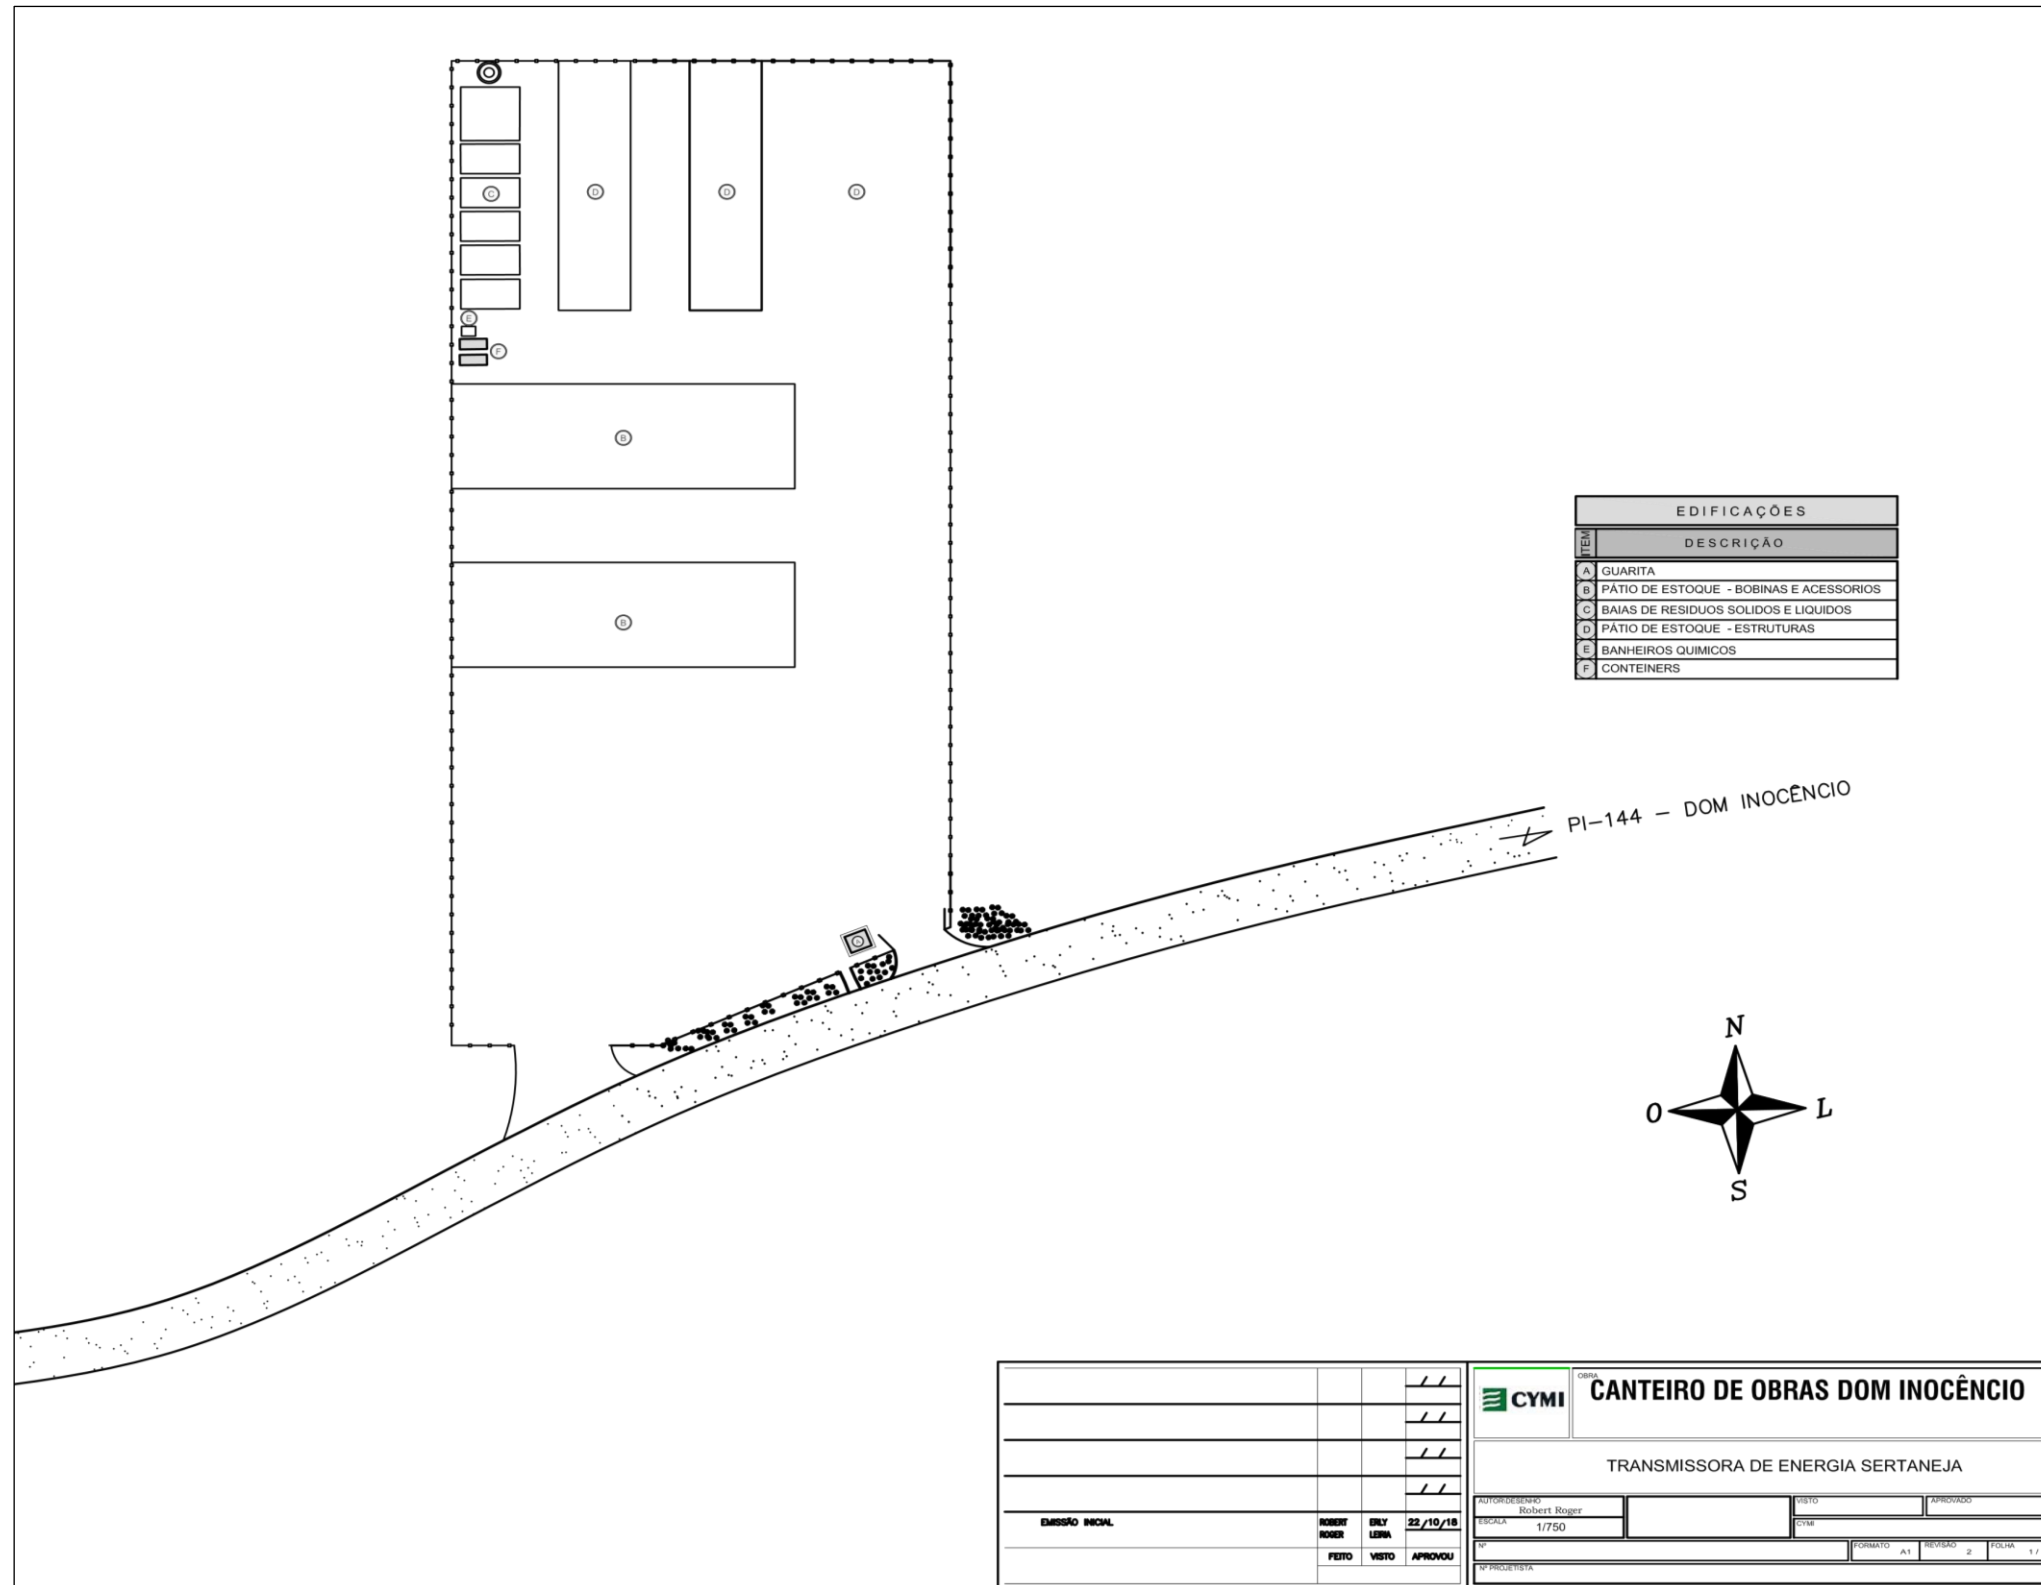 C
D
D
D
E
F
B
B
EDIFICAÇÕES
ITEM
DESCRIÇÃO
A GUARITA
B PÁTIO DE ESTOQUE - BOBINAS E ACESSORIOS
C BAIAS DE RESIDUOS SOLIDOS E LIQUIDOS
D PÁTIO DE ESTOQUE - ESTRUTURAS
E BANHEIROS QUIMICOS
F CONTEINERS
PI-144 - DOM INOCÊNCIO
A
N
O
L
S
/ /
/ /
/ /
/ /
EMISSÃO INICIAL
ROBERT ROGER
ERLY LEIRIA
22/10/18
FEITO
VISTO
APROVOU
CYMI
OBRA
CANTEIRO DE OBRAS DOM INOCÊNCIO
TRANSMISSORA DE ENERGIA SERTANEJA
AUTOR:DESENHO
Robert Roger
VISTO
APROVADO
ESCALA
1/750
CYMI
Nº
FORMATO A1
REVISÃO 2
FOLHA 1 /
Nº PROJETISTA